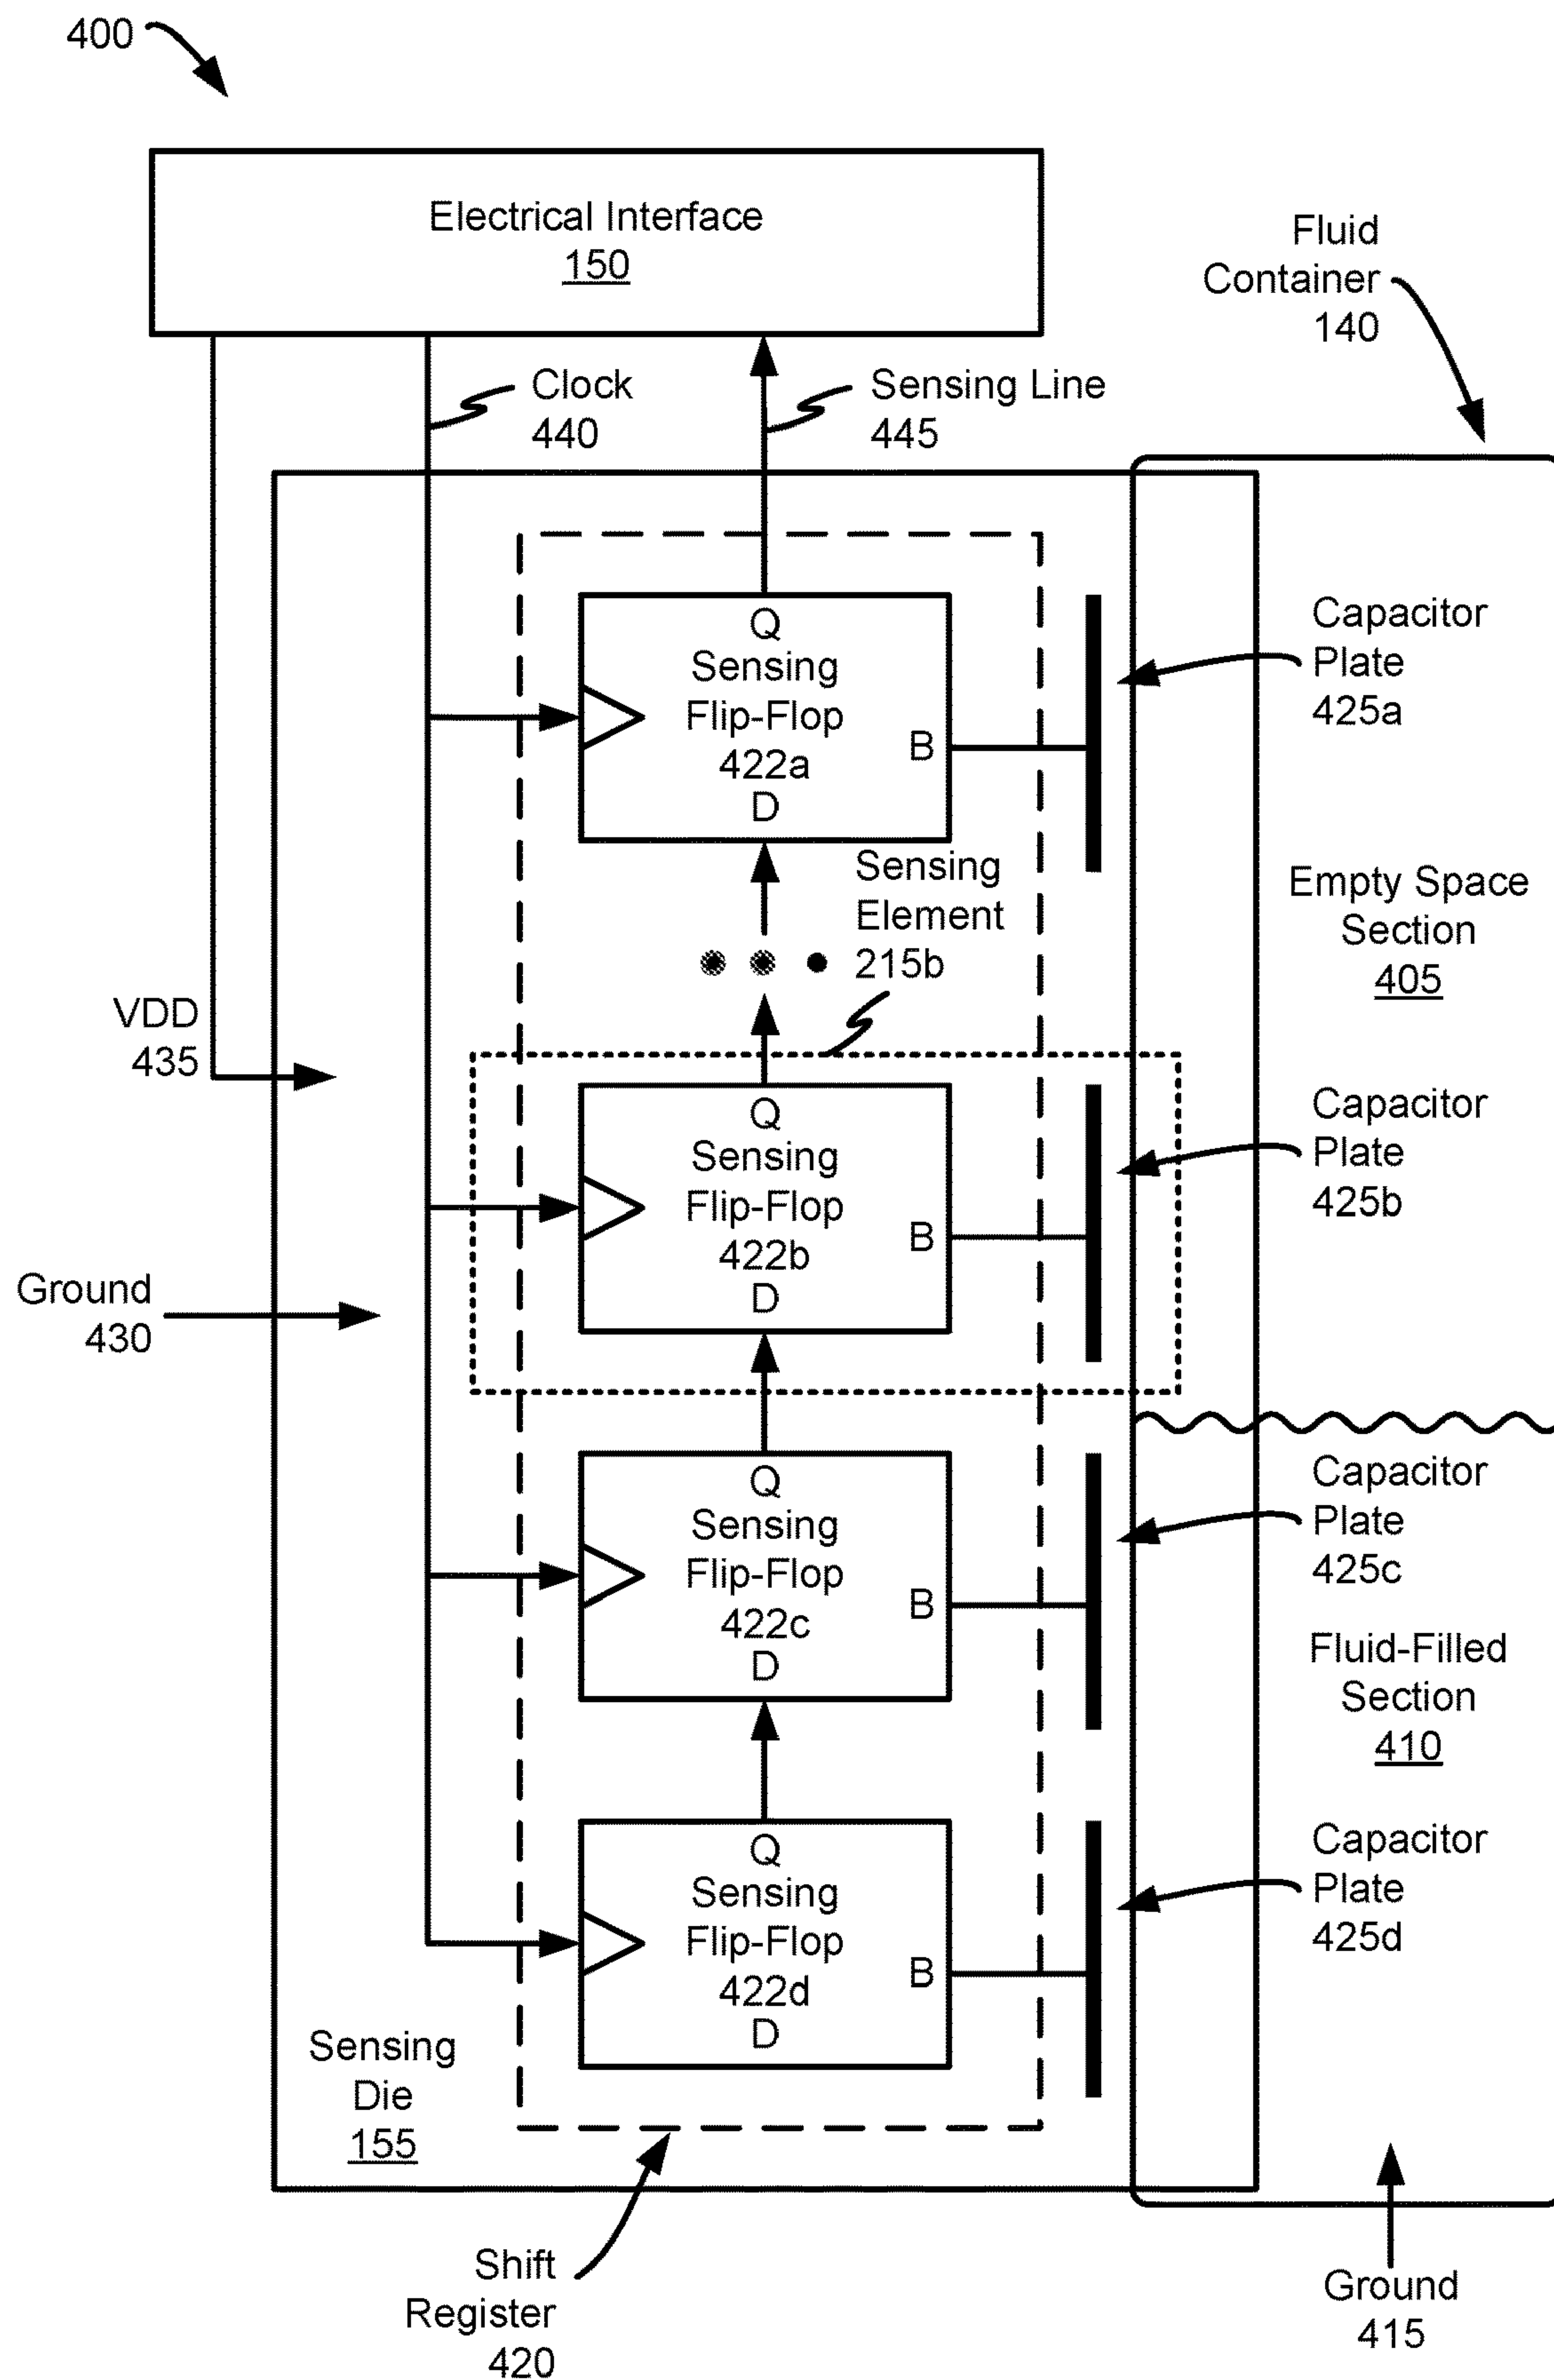 400
Electrical Interface
150
Fluid
Container
140
Clock
440
Sensing Line
445
Q
Sensing
Flip-Flop
422a
B
D
Capacitor
Plate
425a
Sensing
Element
215b
Empty Space
Section
405
VDD
435
Q
Sensing
Flip-Flop
422b
B
D
Capacitor
Plate
425b
Ground
430
Q
Sensing
Flip-Flop
422c
B
D
Capacitor
Plate
425c
Fluid-Filled
Section
410
Q
Sensing
Flip-Flop
422d
B
D
Capacitor
Plate
425d
Sensing
Die
155
Shift
Register
420
Ground
415